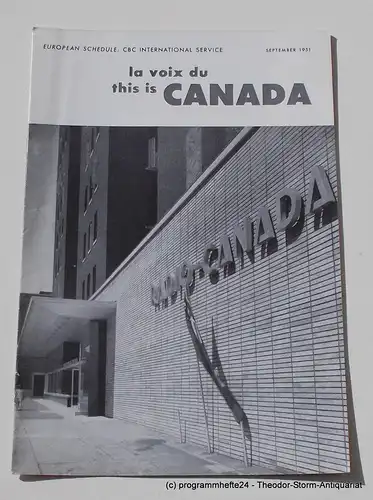 EUROPEAN SCHEDULE. CBC INTERNATIONAL SERVICE SEPTEMBER 1951
la voix du
this is CANADA
RADIO-CANADA
(c) programmhefte24 - Theodor-Storm-Antiquariat